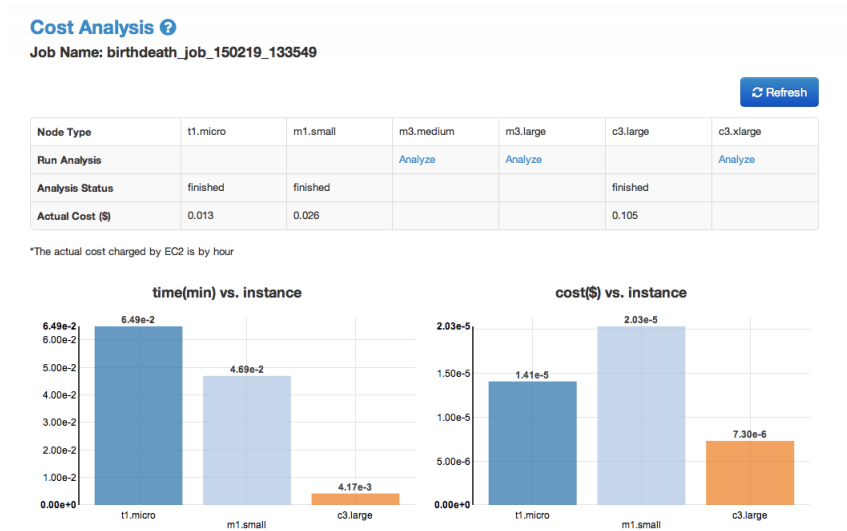 Cost Analysis ?
Job Name: birthdeath_job_150219_133549
Refresh
Node Type t1.micro m1.small m3.medium m3.large c3.large c3.xlarge
Run Analysis Analyze Analyze Analyze
Analysis Status finished finished finished
Actual Cost ($) 0.013 0.026 0.105
*The actual cost charged by EC2 is by hour
time(min) vs. instance
6.49e-2
6.00e-2
5.00e-2
4.00e-2
3.00e-2
2.00e-2
1.00e-2
0.00e+0
6.49e-2
4.69e-2
4.17e-3
t1.micro
m1.small
c3.large
cost($) vs. instance
2.03e-5
1.50e-5
1.00e-5
5.00e-6
0.00e+0
1.41e-5
2.03e-5
7.30e-6
t1.micro
m1.small
c3.large